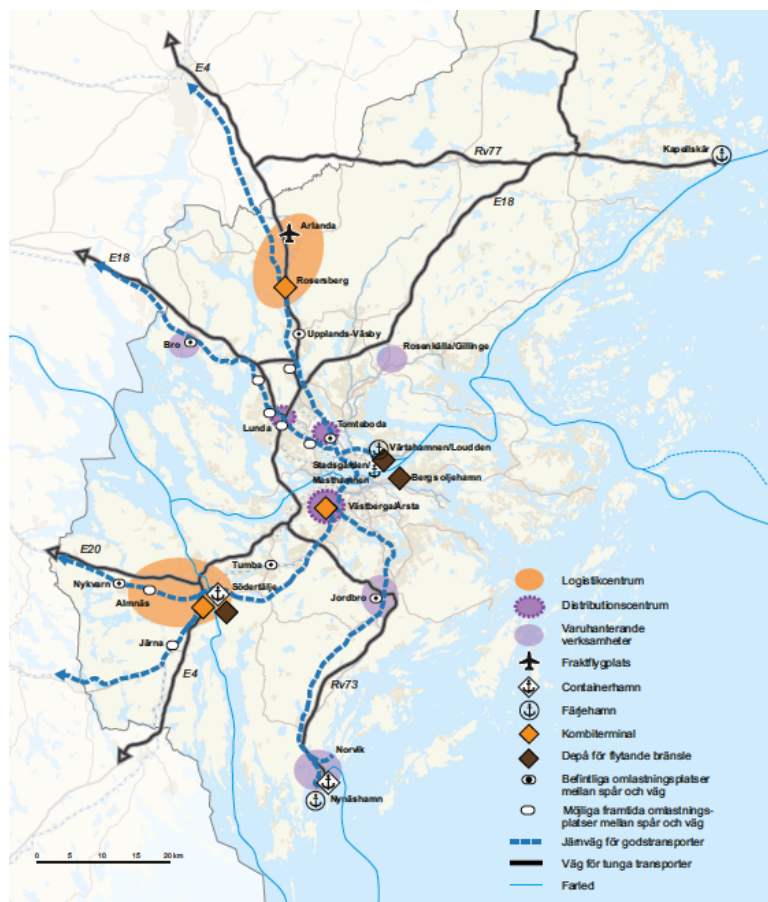 E4
Rv77
Kapellskär
E18
Arlanda
E18
Rosersberg
Upplands-Väsby
Bro
Rosenkälla/Gillinge
Lunda
Tomteboda
Värtahamnen/Loudden
Stadsgården/
Masthamnen
Bergs oljehamn
Västberga/Årsta
E20
Tumba
Nykvarn
Södertälje
Almnäs
Jordbro
Järna
E4
Rv73
Norvik
Nynäshamn
0 5 10 20 km
Logistikcentrum
Distributionscentrum
Varuhanterande
verksamheter
Fraktflygplats
Containerhamn
Färjehamn
Kombiterminal
Depå för flytande bränsle
Befintliga omlastningsplatser
mellan spår och väg
Möjliga framtida omlastnings-
platser mellan spår och väg
Järnväg för godstransporter
Väg för tunga transporter
Farled